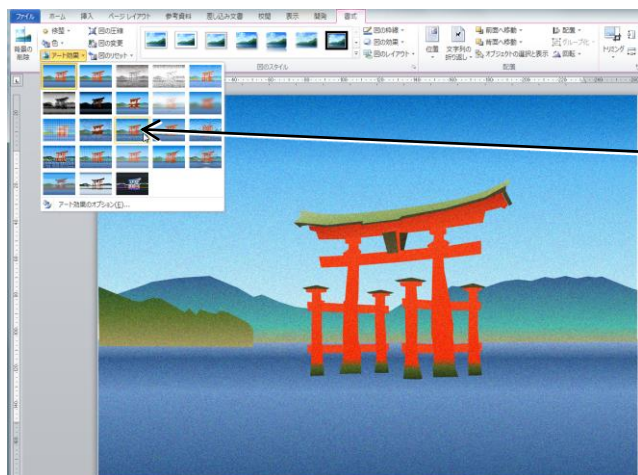 ファイル ホーム 挿入 ページ レイアウト 参考資料 差し込み文書 校閲 表示 開発 書式
背景の削除
修整
色
アート効果
図の圧縮
図の変更
図のリセット
図のスタイル
図の枠線
図の効果
図のレイアウト
位置
文字列の折り返し
前面へ移動
背面へ移動
オブジェクトの選択と表示
配置
グループ化
回転
配置
トリミング
アート効果のオプション(E)...